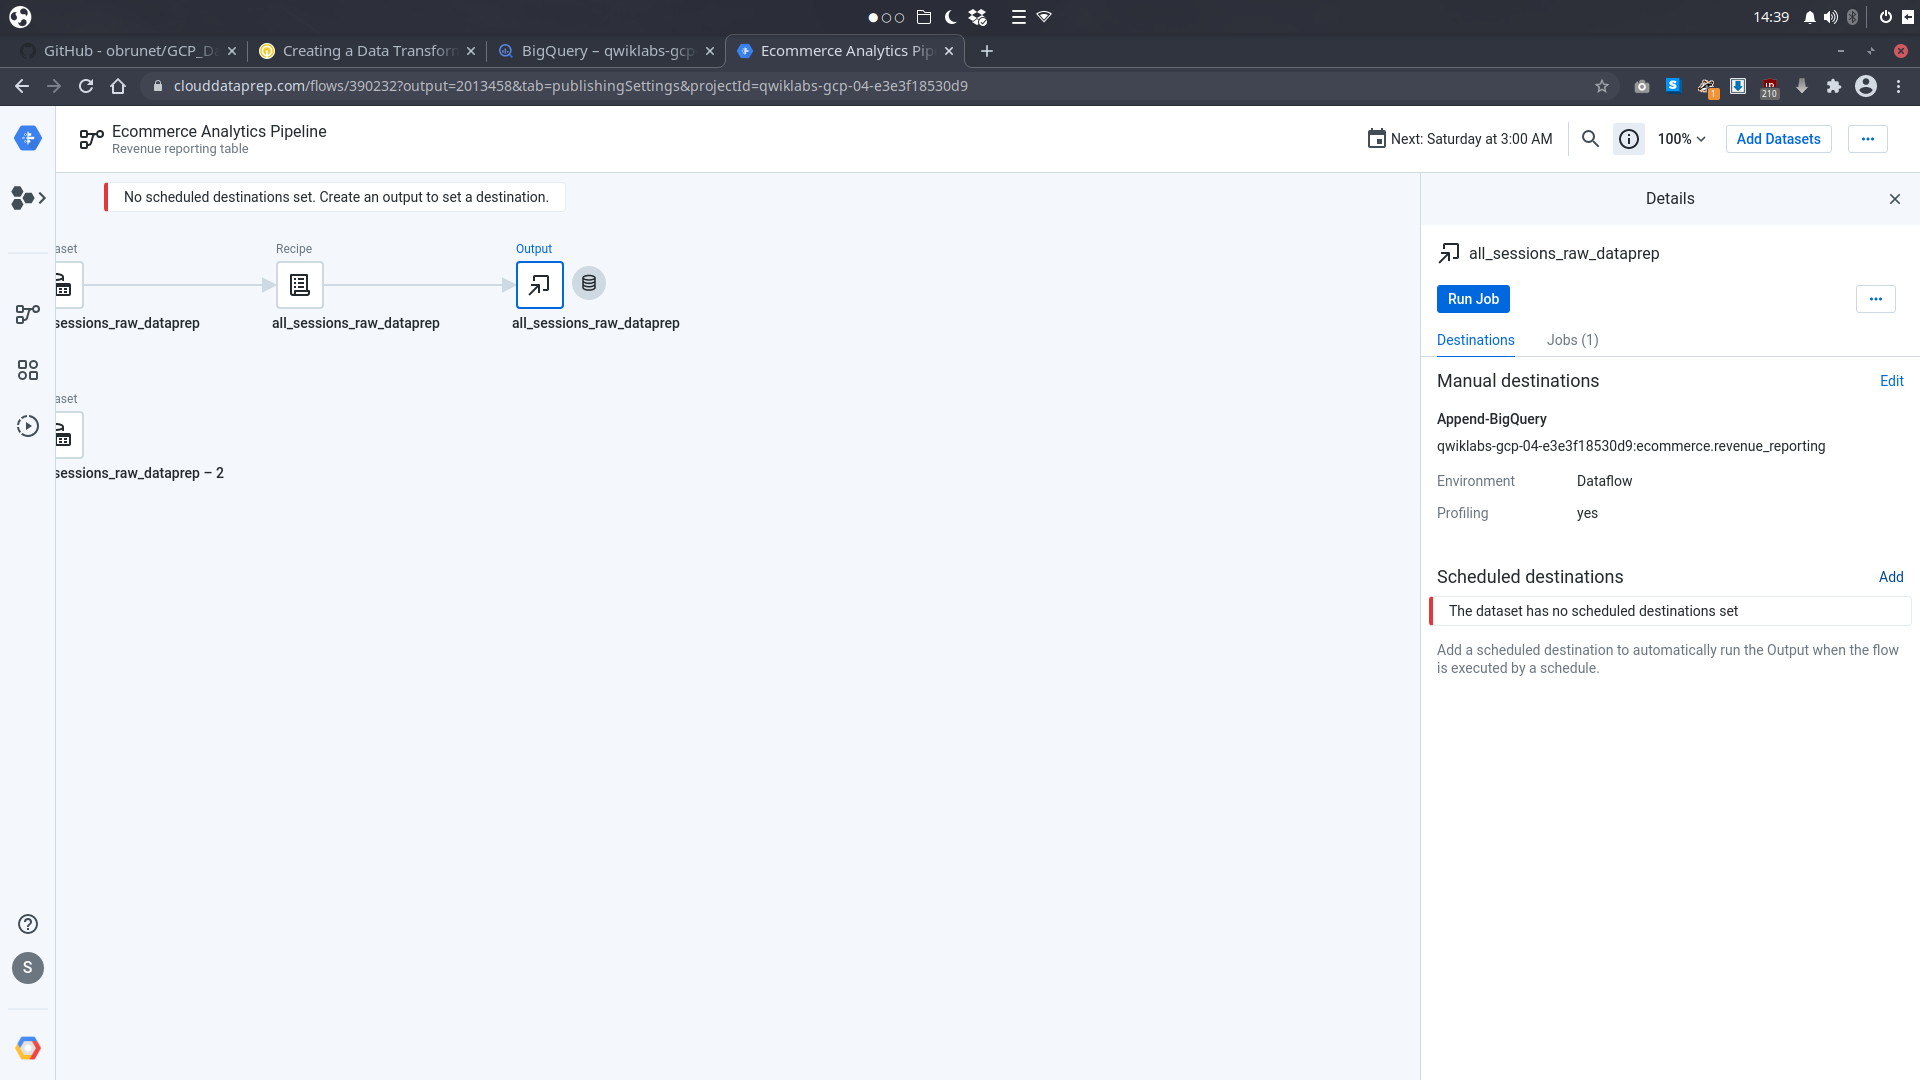 14:39
GitHub - obrunet/GCP_Da
Creating a Data Transforr
BigQuery – qwiklabs-gcp
Ecommerce Analytics Pip
clouddataprep.com/flows/390232?output=2013458&tab=publishingSettings&projectId=qwiklabs-gcp-04-e3e3f18530d9
1
210
Ecommerce Analytics Pipeline
Revenue reporting table
Next: Saturday at 3:00 AM
100%
Add Datasets
No scheduled destinations set. Create an output to set a destination.
aset
Recipe
Output
sessions_raw_dataprep
all_sessions_raw_dataprep
all_sessions_raw_dataprep
aset
sessions_raw_dataprep – 2
Details
all_sessions_raw_dataprep
Run Job
Destinations
Jobs (1)
Manual destinations
Edit
Append-BigQuery
qwiklabs-gcp-04-e3e3f18530d9:ecommerce.revenue_reporting
Environment Dataflow
Profiling yes
Scheduled destinations
Add
The dataset has no scheduled destinations set
Add a scheduled destination to automatically run the Output when the flow
is executed by a schedule.
S